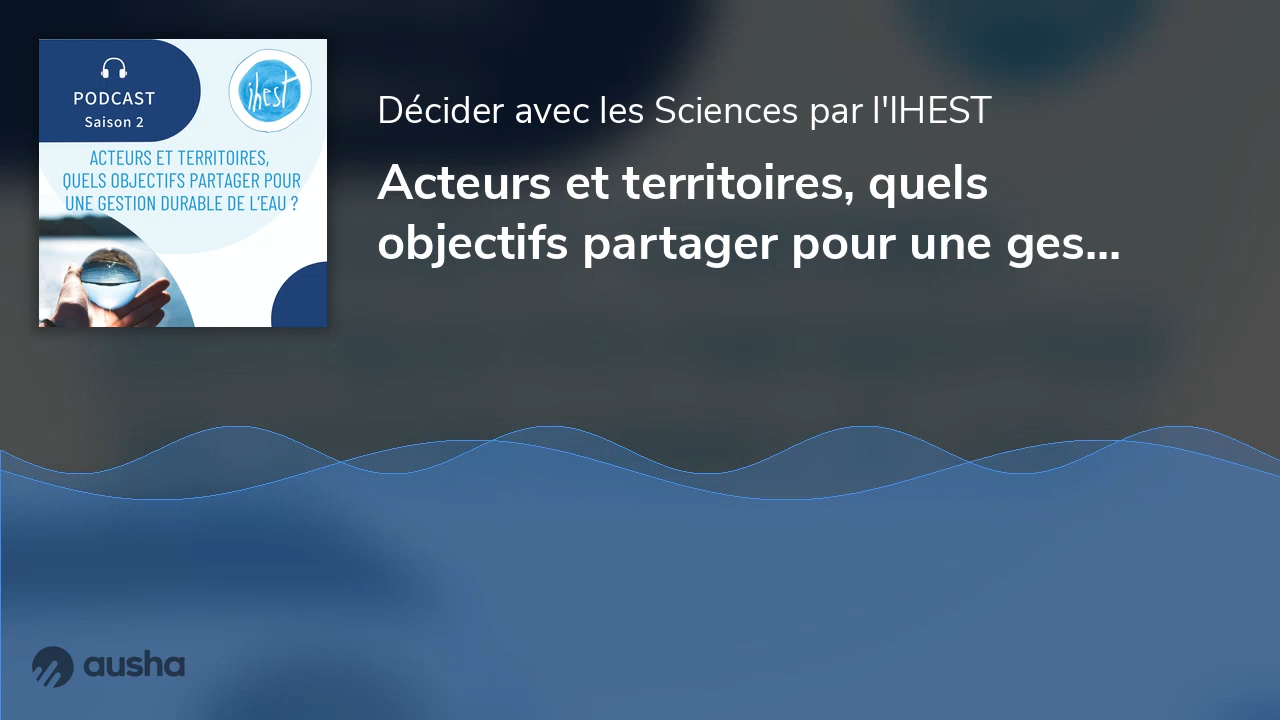 PODCAST
Saison 2
ihest
ACTEURS ET TERRITOIRES,
QUELS OBJECTIFS PARTAGER POUR
UNE GESTION DURABLE DE L'EAU ?
Décider avec les Sciences par l'IHEST
Acteurs et territoires, quels
objectifs partager pour une ges...
ausha